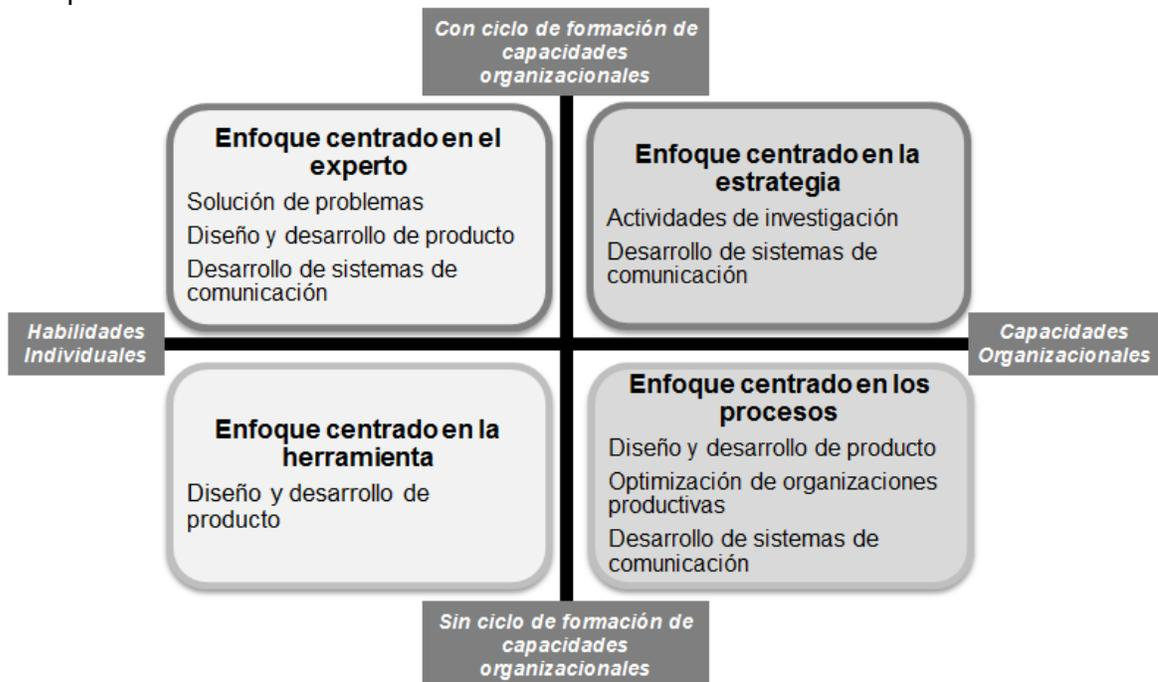 Con ciclo de formación de
capacidades
organizacionales
Enfoque centrado en el
experto
Solución de problemas
Diseño y desarrollo de producto
Desarrollo de sistemas de
comunicación
Enfoque centrado en la
estrategia
Actividades de investigación
Desarrollo de sistemas de
comunicación
Habilidades
Individuales
Capacidades
Organizacionales
Enfoque centrado en la
herramienta
Diseño y desarrollo de
producto
Enfoque centrado en los
procesos
Diseño y desarrollo de producto
Optimización de organizaciones
productivas
Desarrollo de sistemas de
comunicación
Sin ciclo de formación de
capacidades
organizacionales